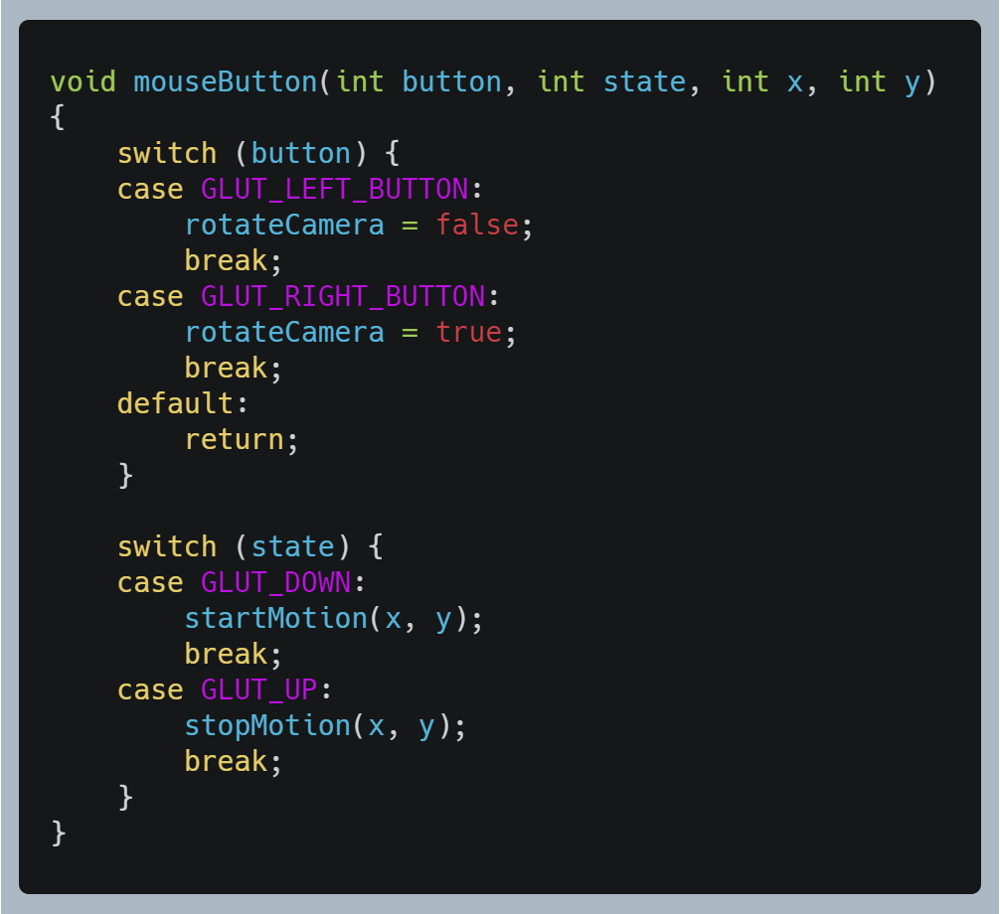 void mouseButton(int button, int state, int x, int y)
{
    switch (button) {
    case GLUT_LEFT_BUTTON:
        rotateCamera = false;
        break;
    case GLUT_RIGHT_BUTTON:
        rotateCamera = true;
        break;
    default:
        return;
    }

    switch (state) {
    case GLUT_DOWN:
        startMotion(x, y);
        break;
    case GLUT_UP:
        stopMotion(x, y);
        break;
    }
}